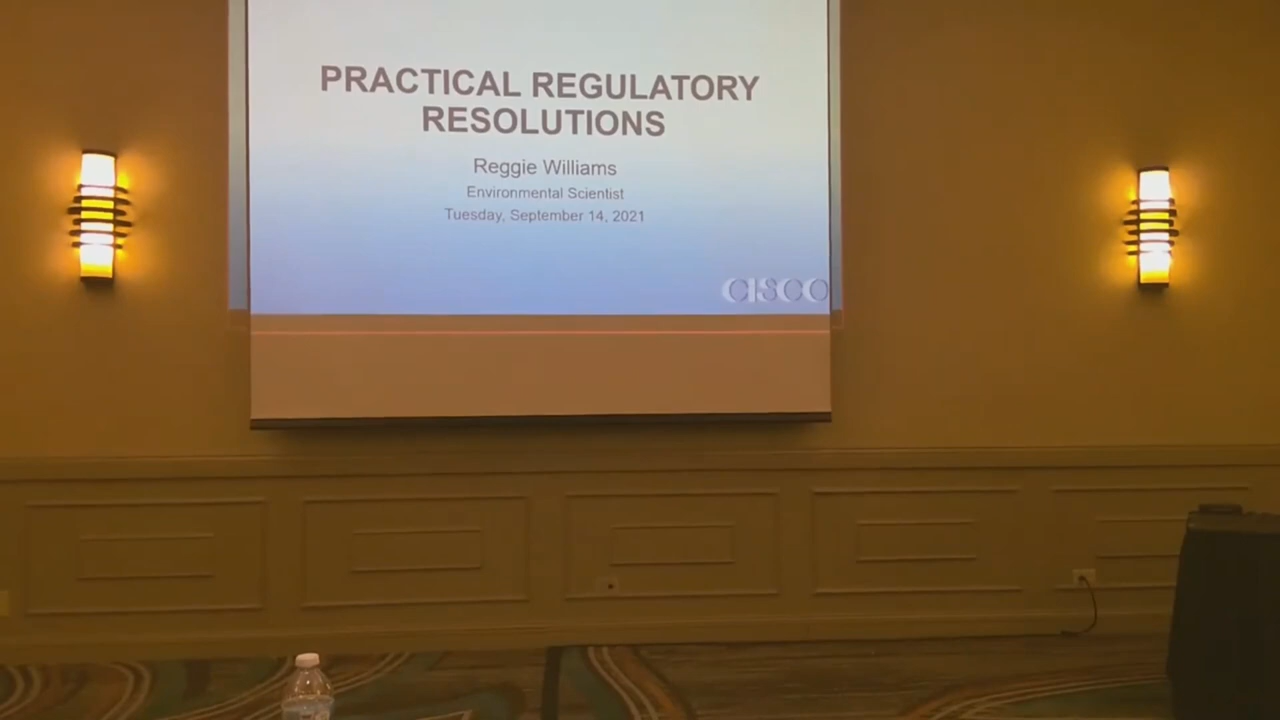 PRACTICAL REGULATORY
RESOLUTIONS
Reggie Williams
Environmental Scientist
Tuesday, September 14, 2021
CISCO